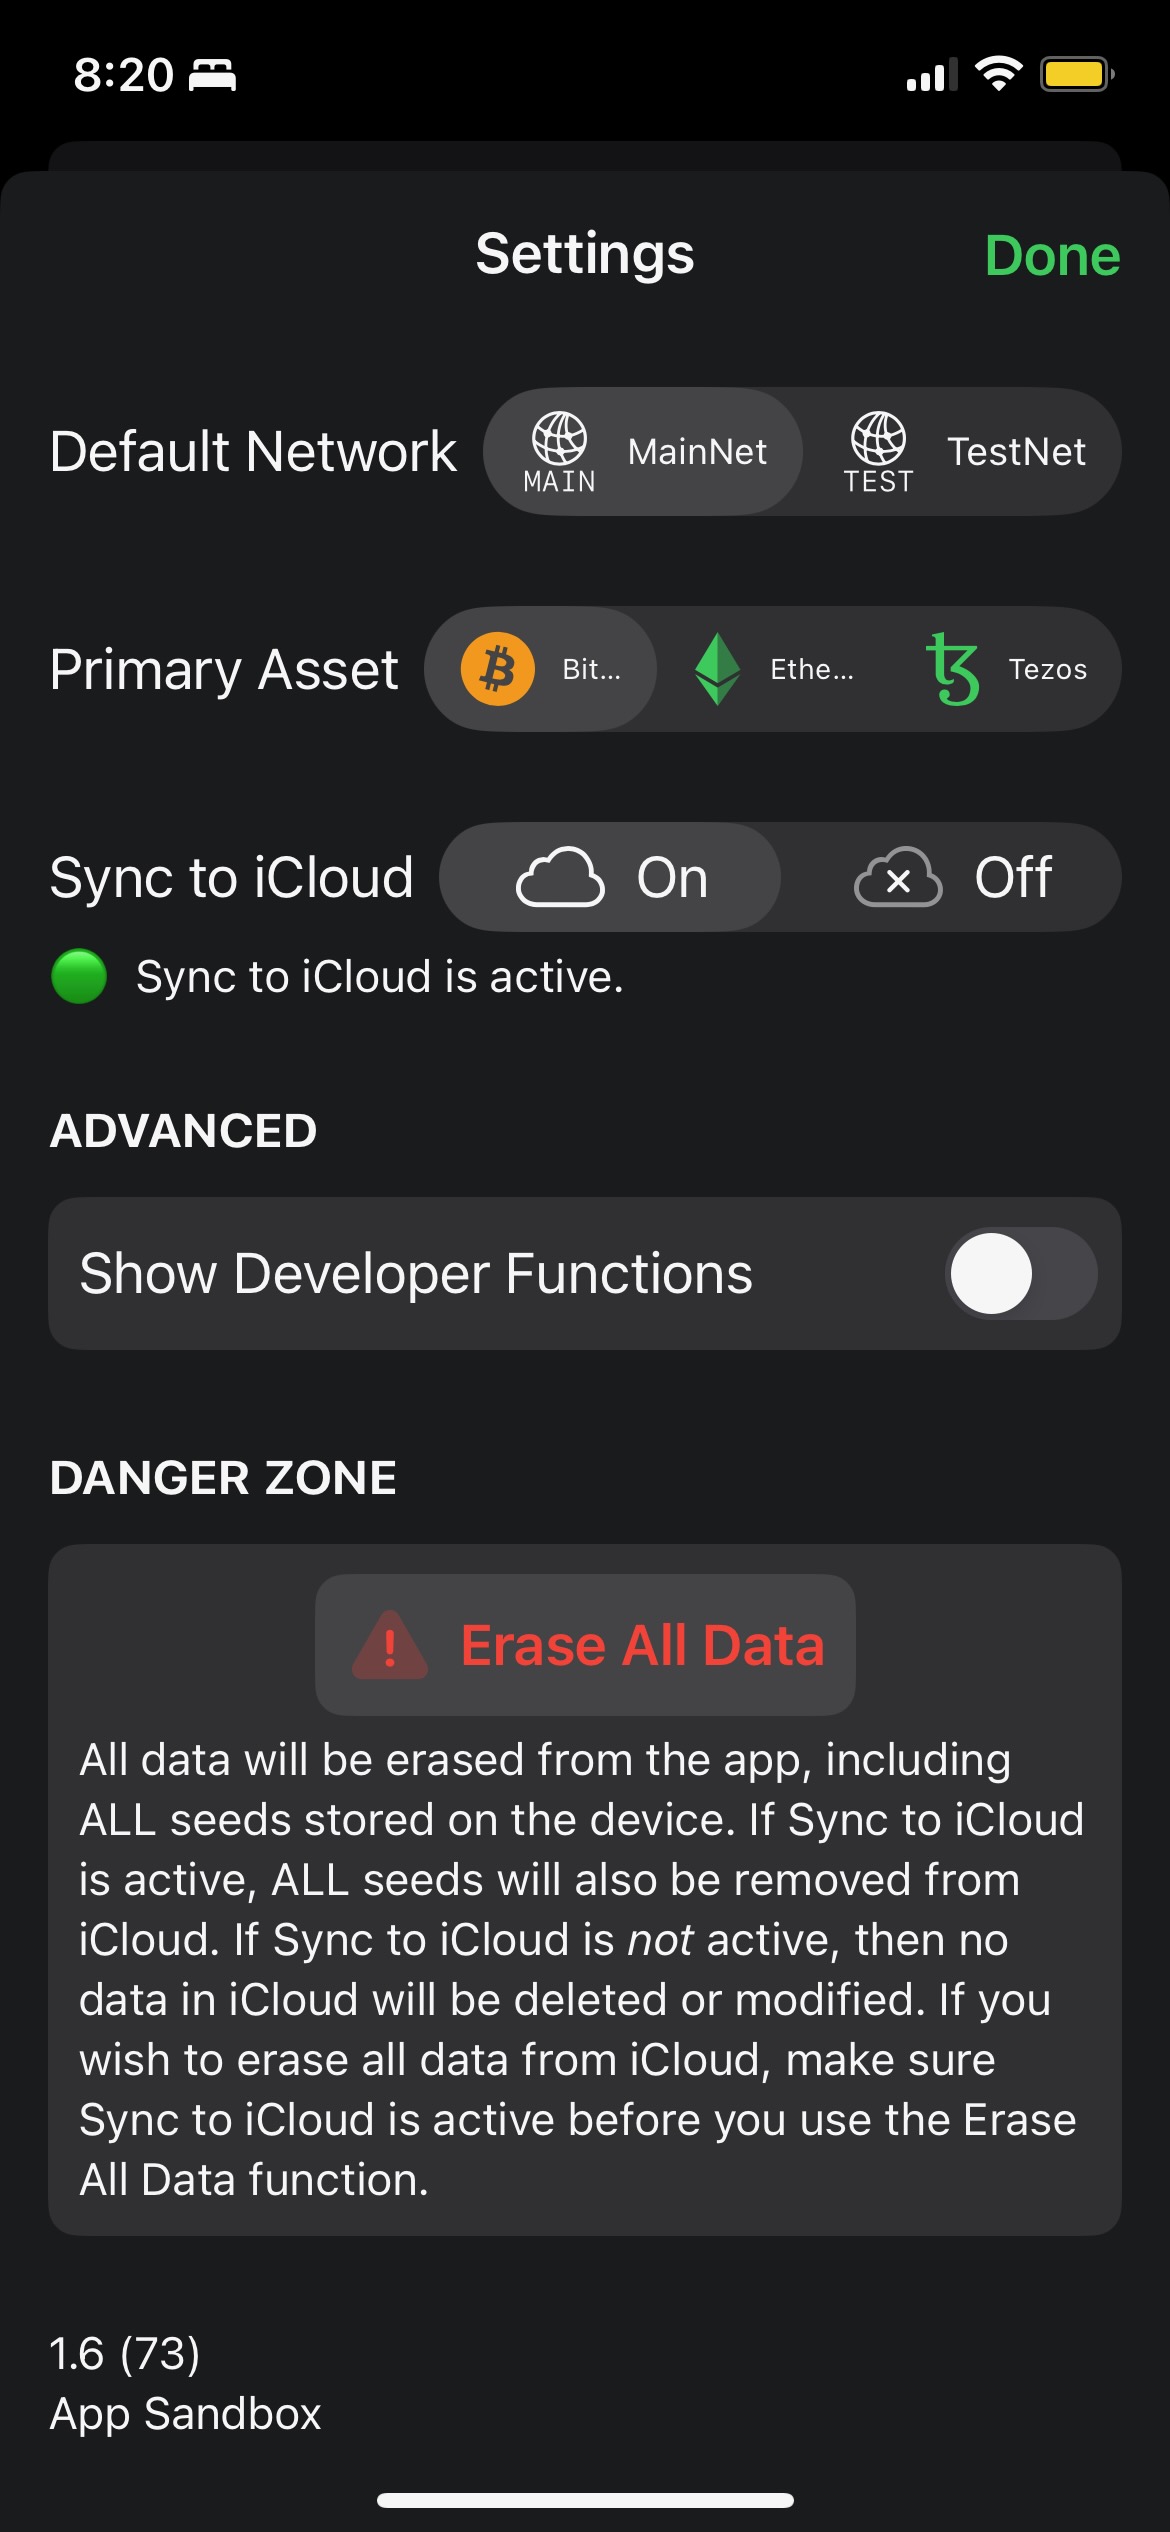 8:20
Settings
Done
Default Network
MAIN
MainNet
TEST
TestNet
Primary Asset
Bit...
Ethe...
Tezos
Sync to iCloud
On
Off
Sync to iCloud is active.
ADVANCED
Show Developer Functions
DANGER ZONE
Erase All Data
All data will be erased from the app, including
ALL seeds stored on the device. If Sync to iCloud
is active, ALL seeds will also be removed from
iCloud. If Sync to iCloud is not active, then no
data in iCloud will be deleted or modified. If you
wish to erase all data from iCloud, make sure
Sync to iCloud is active before you use the Erase
All Data function.
1.6 (73)
App Sandbox